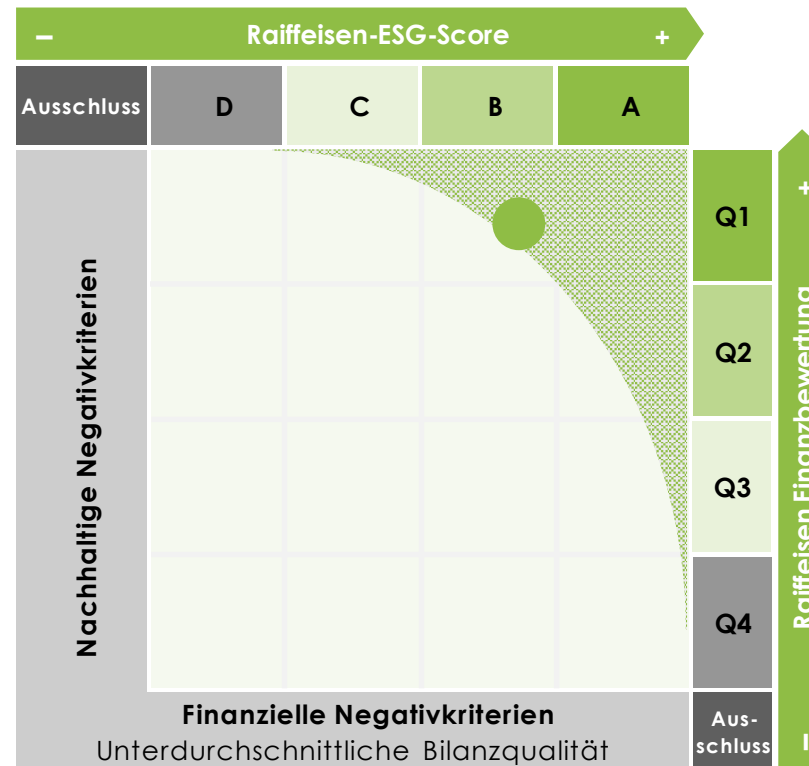 – Raiffeisen-ESG-Score +
Ausschluss D C B A
Nachhaltige Negativkriterien
Q1
Q2
Q3
Q4
+
Raiffeisen Finanzbewertung
–
Finanzielle Negativkriterien
Unterdurchschnittliche Bilanzqualität
Aus-
schluss